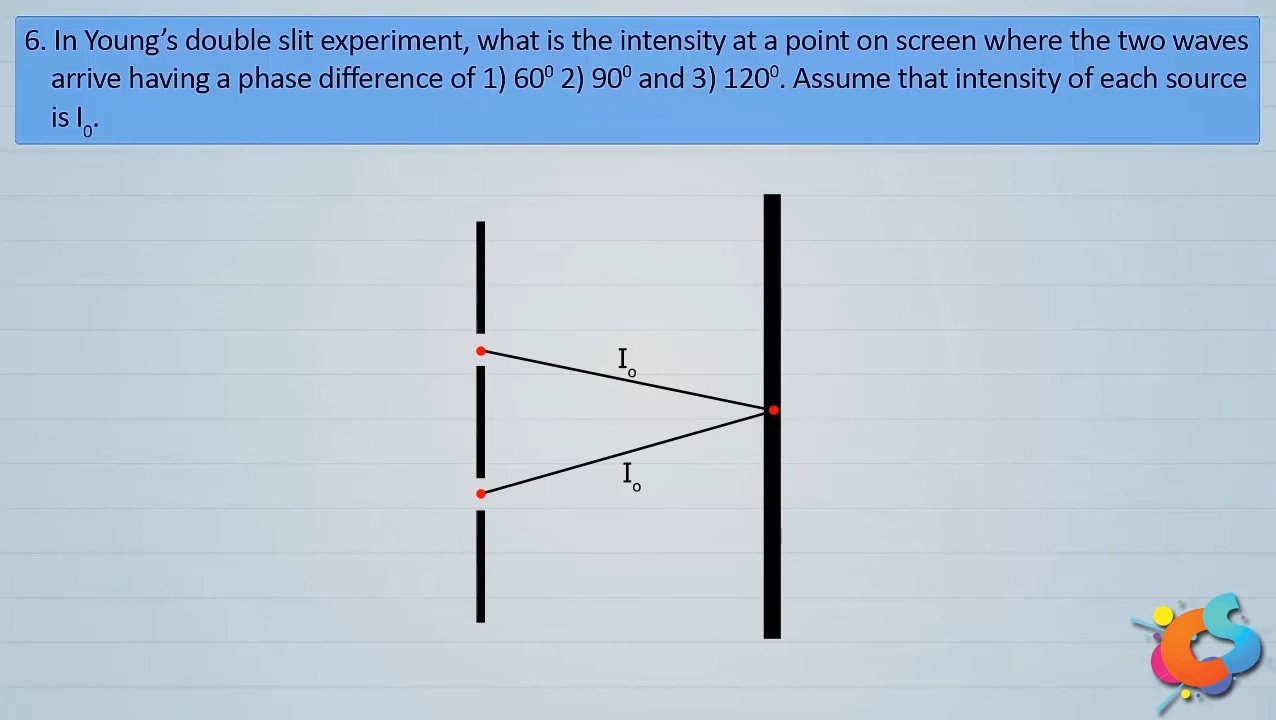 6. In Young’s double slit experiment, what is the intensity at a point on screen where the two waves
arrive having a phase difference of 1) 60⁰ 2) 90⁰ and 3) 120⁰. Assume that intensity of each source
is I₀.
Iₒ
Iₒ
CS